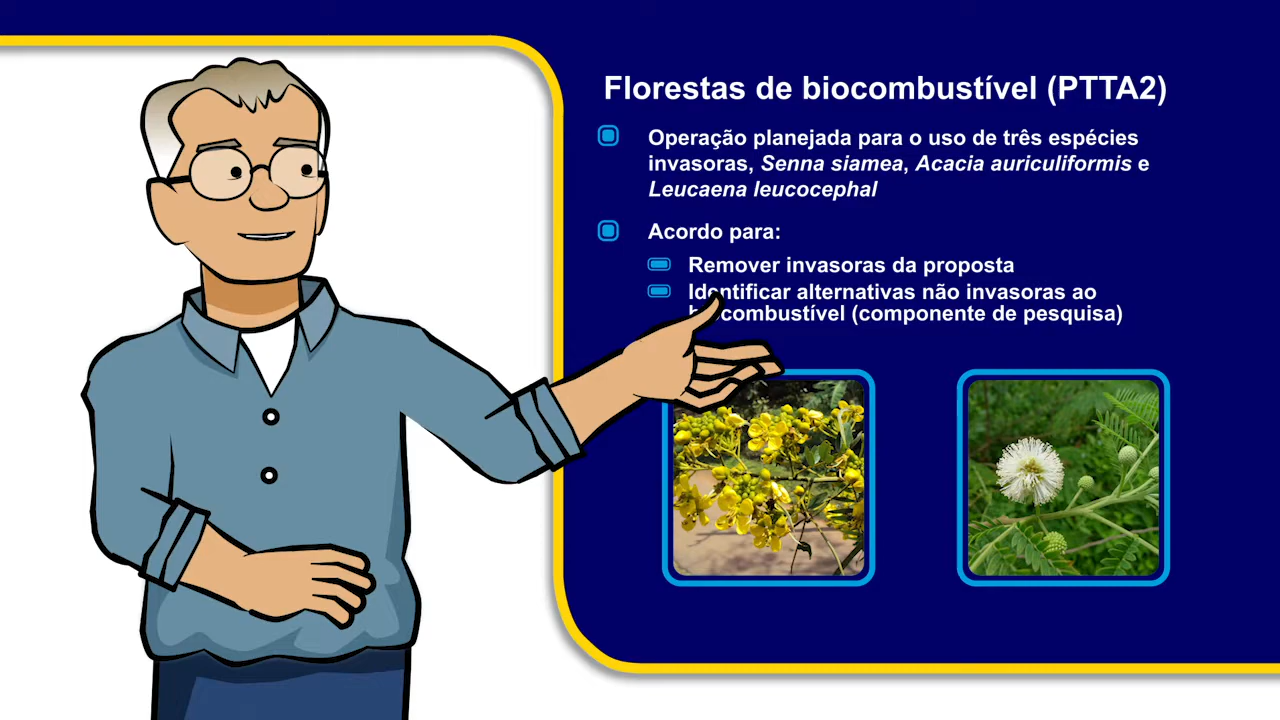 Florestas de biocombustível (PTTA2)
Operação planejada para o uso de três espécies
invasoras, Senna siamea, Acacia auriculiformis e
Leucaena leucocephal
Acordo para:
Remover invasoras da proposta
Identificar alternativas não invasoras ao
biocombustível (componente de pesquisa)